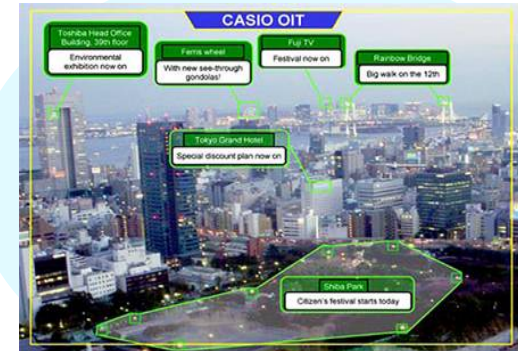 CASIO OIT
Toshiba Head Office
Building, 39th floor
Environmental
exhibition now on
Ferris wheel
With new see-through
gondolas!
Fuji TV
Festival now on
Rainbow Bridge
Big walk on the 12th
Tokyo Grand Hotel
Special discount plan now on
Shiba Park
Citizen's festival starts today